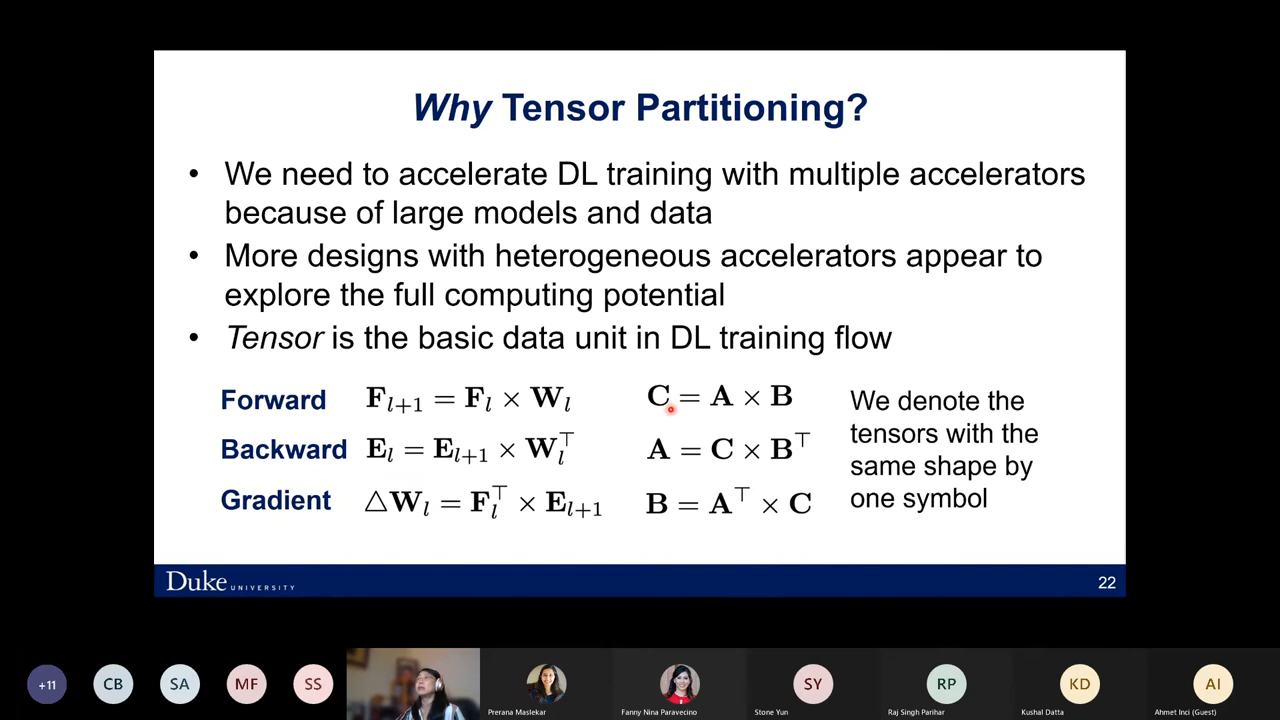 Why Tensor Partitioning?
• We need to accelerate DL training with multiple accelerators
because of large models and data
• More designs with heterogeneous accelerators appear to
explore the full computing potential
• Tensor is the basic data unit in DL training flow
Forward F_{l+1} = F_l × W_l C = A × B
Backward E_l = E_{l+1} × W_l^⊤ A = C × B^⊤
Gradient △W_l = F_l^⊤ × E_{l+1} B = A^⊤ × C
We denote the
tensors with the
same shape by
one symbol
Duke UNIVERSITY 22
+11 CB SA MF SS SY RP KD AI
Prerana Maslekar Fanny Nina Paravecino Stone Yun Raj Singh Parihar Kushal Datta Ahmet Inci (Guest)